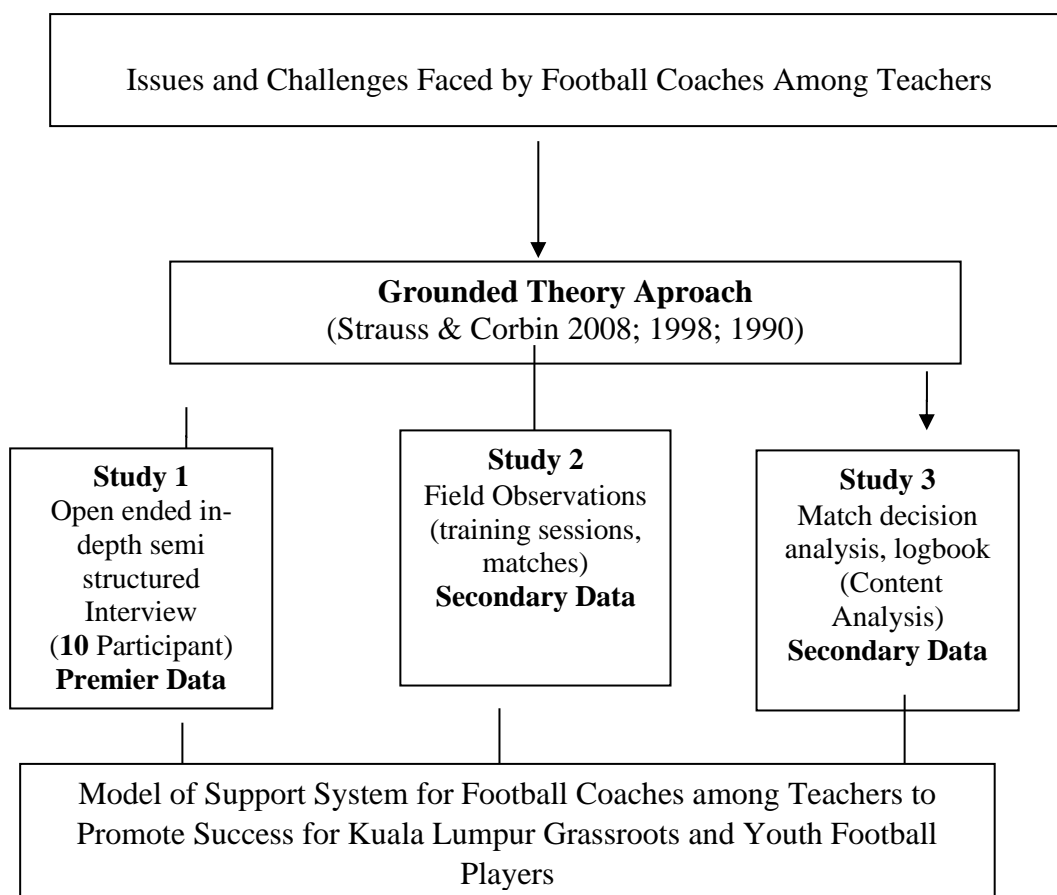 Issues and Challenges Faced by Football Coaches Among Teachers
Grounded Theory Aproach
(Strauss & Corbin 2008; 1998; 1990)
Study 1
Open ended in-
depth semi
structured
Interview
(10 Participant)
Premier Data
Study 2
Field Observations
(training sessions,
matches)
Secondary Data
Study 3
Match decision
analysis, logbook
(Content
Analysis)
Secondary Data
Model of Support System for Football Coaches among Teachers to
Promote Success for Kuala Lumpur Grassroots and Youth Football
Players